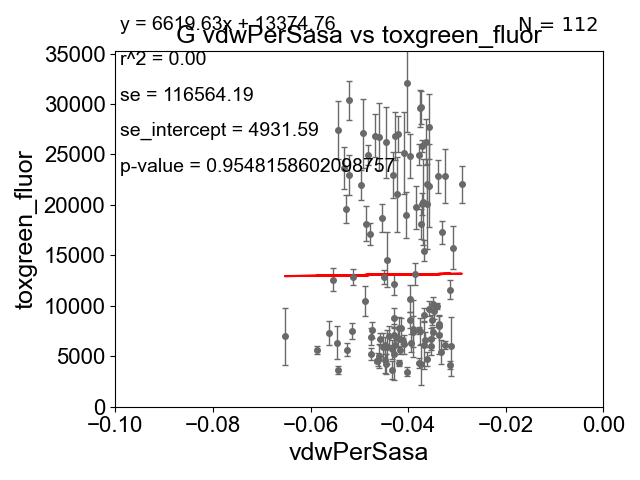 y = 6619.63x + 13374.76
N = 112
G vdwPerSasa vs toxgreen_fluor
r^2 = 0.00
se = 116564.19
se_intercept = 4931.59
p-value = 0.9548158602098757
toxgreen_fluor
35000
30000
25000
20000
15000
10000
5000
0
−0.10 −0.08 −0.06 −0.04 −0.02 0.00
vdwPerSasa